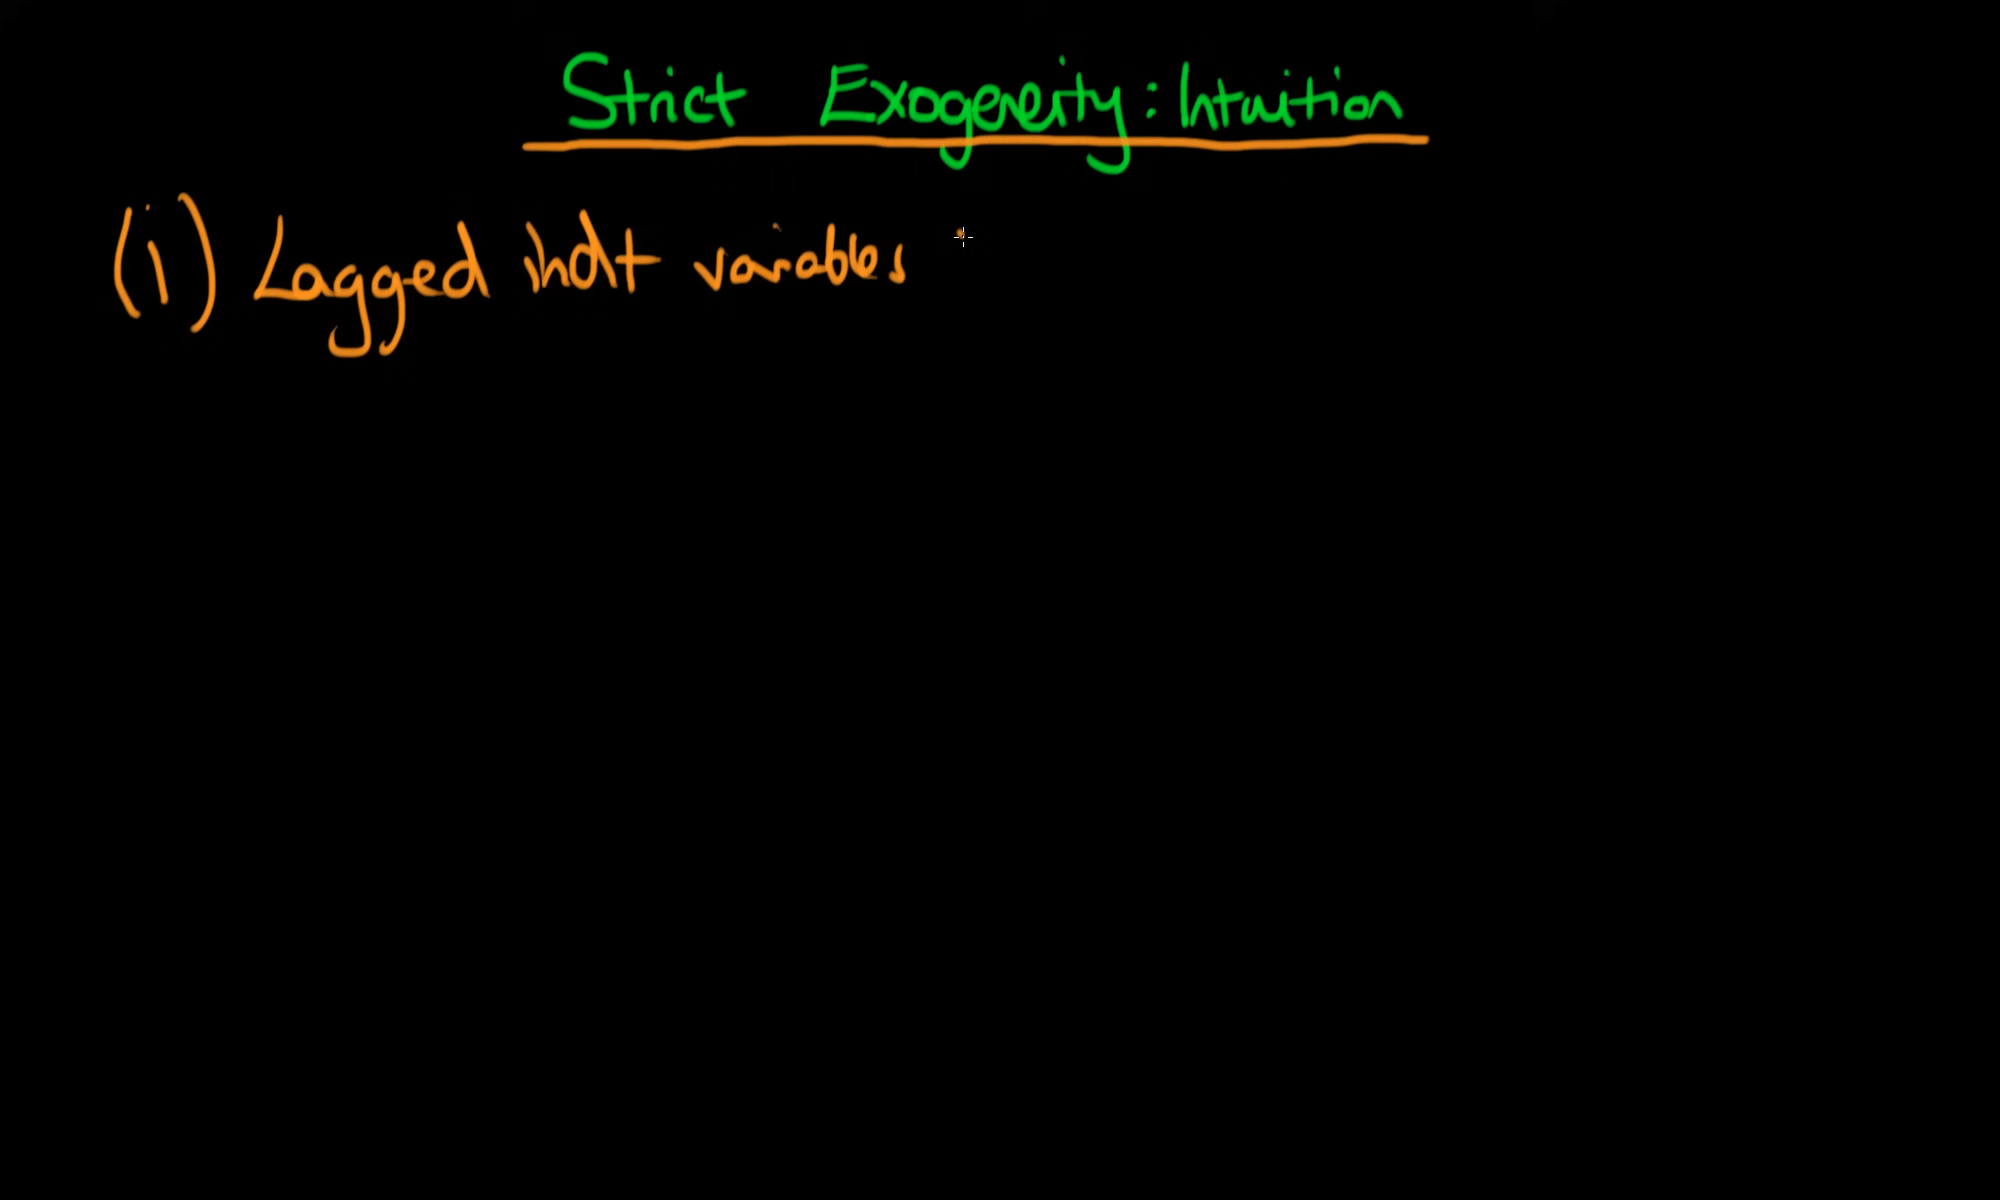 Strict Exogeneity: Intuition
(i) Lagged indt variables